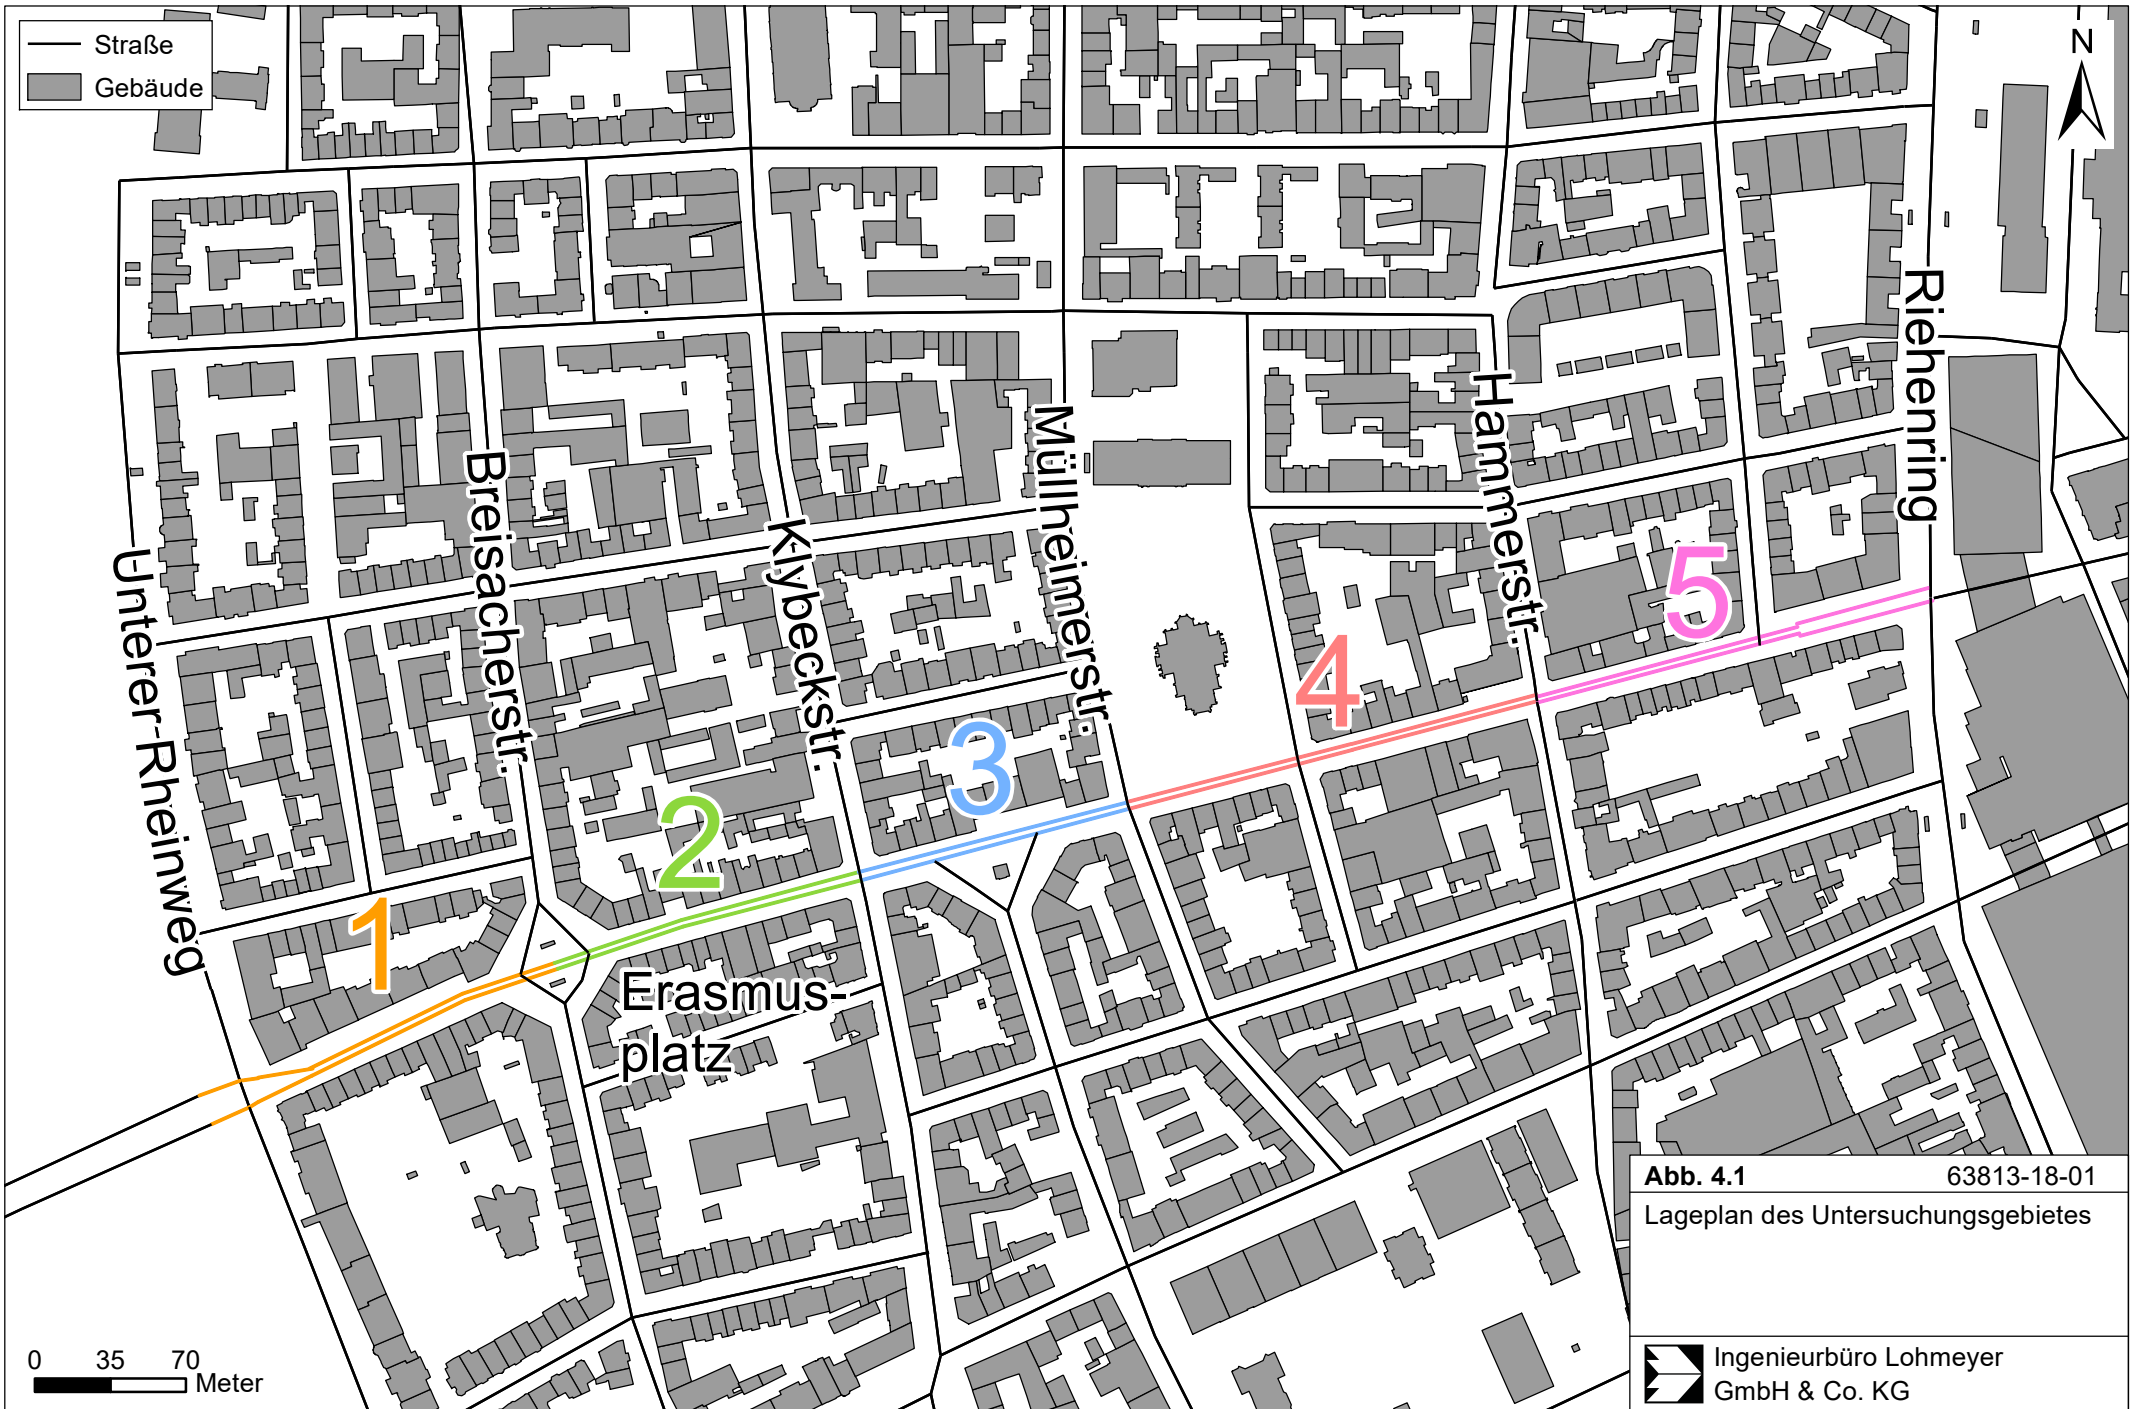 Straße
Gebäude
N
Riehenring
Hammerstr.
Müllheimerstr.
Klybeckstr.
Breisacherstr.
Unterer-Rheinweg
5
4
3
2
1
Erasmus-
platz
0 35 70
Meter
Abb. 4.1 63813-18-01
Lageplan des Untersuchungsgebietes
Ingenieurbüro Lohmeyer
GmbH & Co. KG